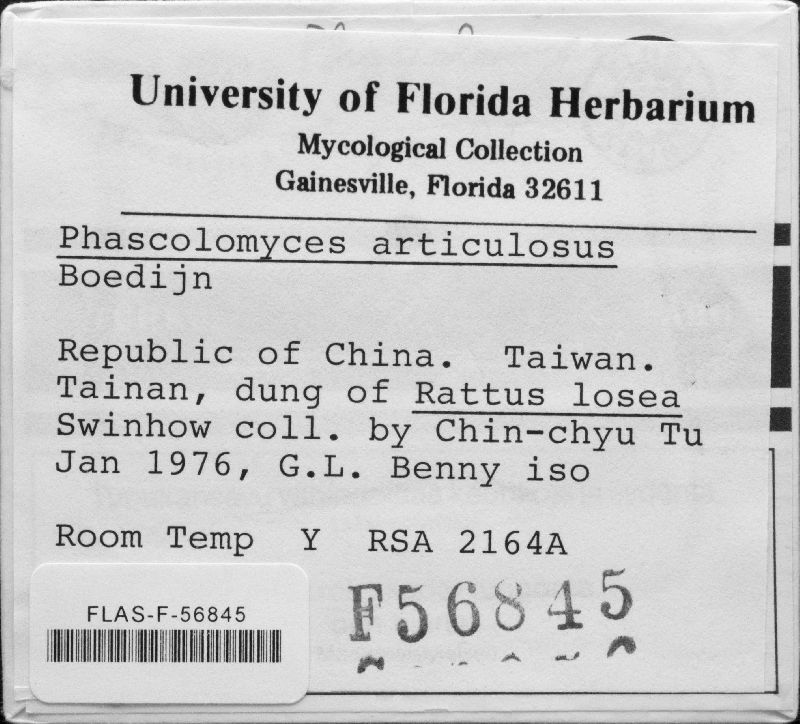 University of Florida Herbarium
Mycological Collection
Gainesville, Florida 32611
Phascolomyces articulosus
Boedijn
Republic of China. Taiwan.
Tainan, dung of Rattus losea
Swinhow coll. by Chin-chyu Tu
Jan 1976, G.L. Benny iso
Room Temp Y RSA 2164A
FLAS-F-56845
F56845